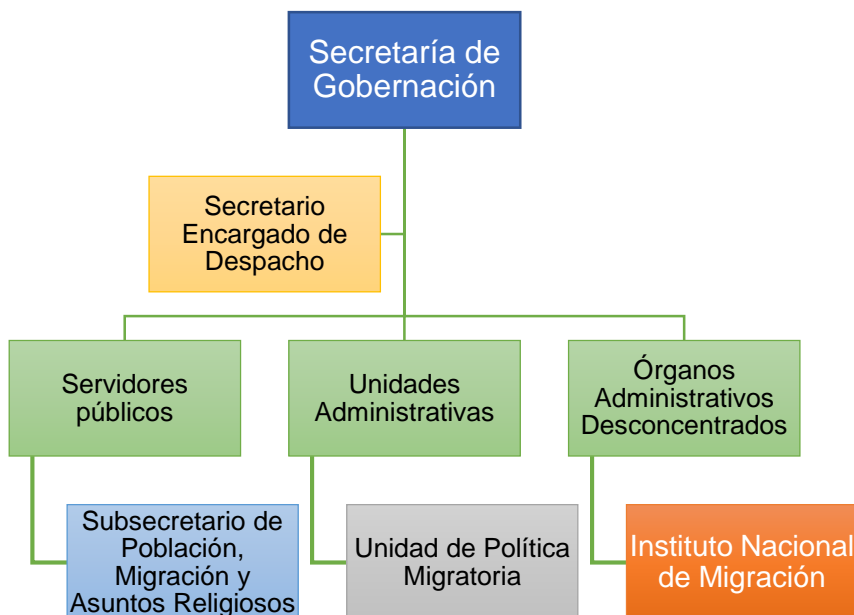 Secretaría de
Gobernación
Secretario
Encargado de
Despacho
Servidores
públicos
Unidades
Administrativas
Órganos
Administrativos
Desconcentrados
Subsecretario de
Población,
Migración y
Asuntos Religiosos
Unidad de Política
Migratoria
Instituto Nacional
de Migración